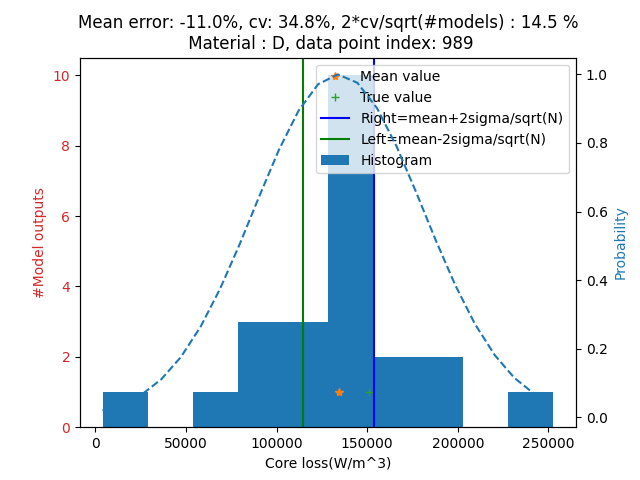 Mean error: -11.0%, cv: 34.8%, 2*cv/sqrt(#models) : 14.5 %
Material : D, data point index: 989
Mean value
True value
Right=mean+2sigma/sqrt(N)
Left=mean-2sigma/sqrt(N)
Histogram
#Model outputs
10
8
6
4
2
0
Probability
1.0
0.8
0.6
0.4
0.2
0.0
0 50000 100000 150000 200000 250000
Core loss(W/m^3)